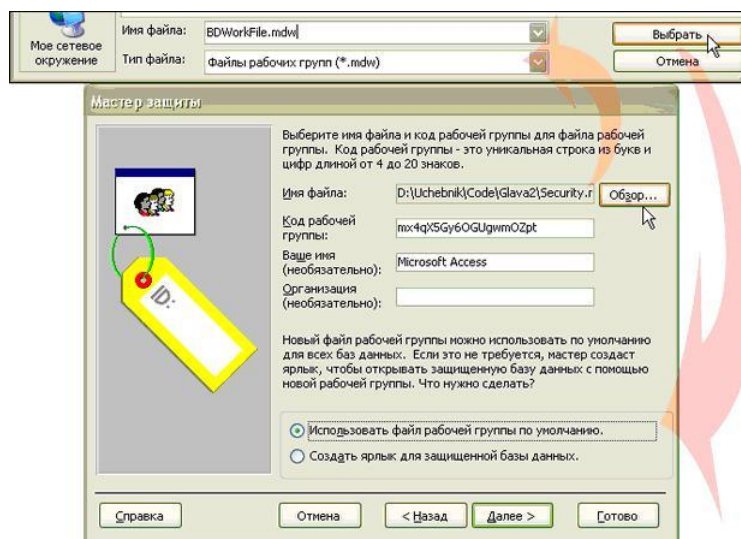 Мое сетевое
окружение
Имя файла: BDWorkFile.mdw Выбрать
Тип файла: Файлы рабочих групп (*.mdw) Отмена
Мастер защиты
Выберите имя файла и код рабочей группы для файла рабочей
группы. Код рабочей группы - это уникальная строка из букв и
цифр длиной от 4 до 20 знаков.
Имя файла: D:\Uchebnik\Code\Glava2\Security.r Обзор...
Код рабочей
группы: mx4qX5Gy6OGUgwmOZpt
Ваше имя
(необязательно): Microsoft Access
Организация
(необязательно):
Новый файл рабочей группы можно использовать по умолчанию
для всех баз данных. Если это не требуется, мастер создаст
ярлык, чтобы открывать защищенную базу данных с помощью
новой рабочей группы. Что нужно сделать?
Использовать файл рабочей группы по умолчанию.
Создать ярлык для защищенной базы данных.
ID:
Справка Отмена < Назад Далее > Готово